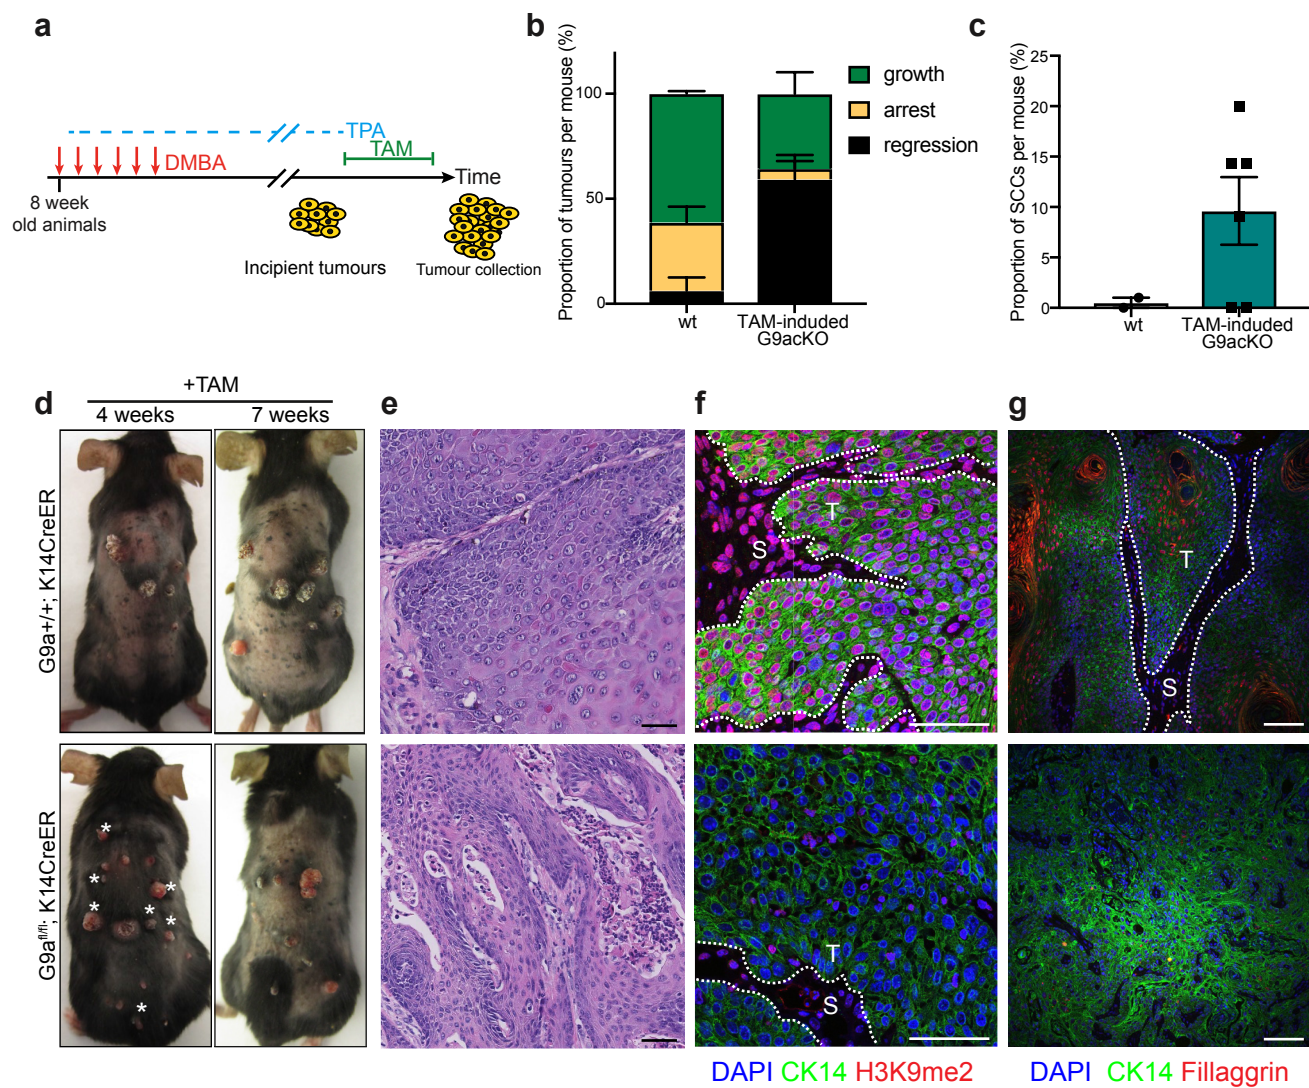 a
TPA
DMBA
TAM
Time
8 week
old animals
Incipient tumours
Tumour collection
b
Proportion of tumours per mouse (%)
100
50
0
wt
TAM-induded
G9acKO
growth
arrest
regression
c
Proportion of SCCs per mouse (%)
25
20
15
10
5
0
wt
TAM-induded
G9acKO
d
+TAM
4 weeks
7 weeks
G9a+/+; K14CreER
G9afl/fl; K14CreER
*
*
*
*
*
*
*
e
f
T
S
T
S
DAPI CK14 H3K9me2
g
T
S
DAPI CK14 Fillaggrin